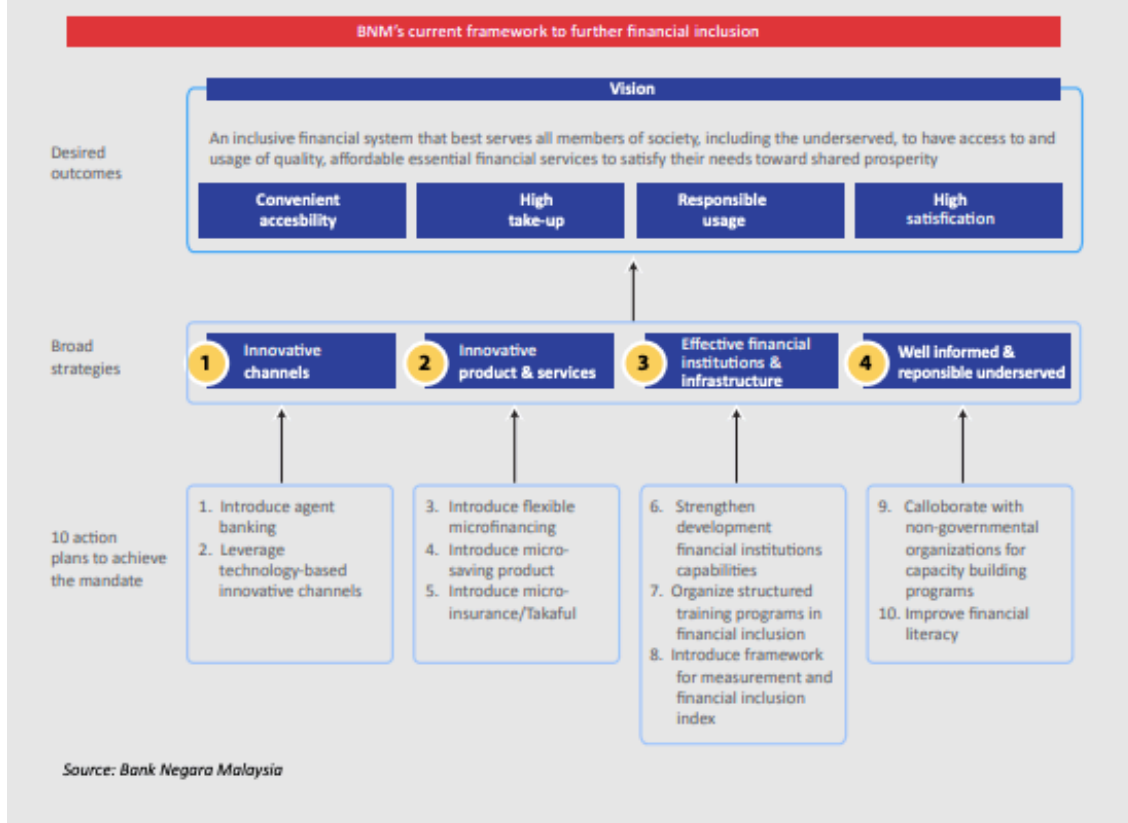 BNM's current framework to further financial inclusion
Vision
Desired
outcomes
An inclusive financial system that best serves all members of society, including the underserved, to have access to and
usage of quality, affordable essential financial services to satisfy their needs toward shared prosperity
Convenient
accesbility
High
take-up
Responsible
usage
High
satisfication
Broad
strategies
1
Innovative
channels
2
Innovative
product & services
3
Effective financial
institutions &
infrastructure
4
Well informed &
reponsible underserved
10 action
plans to achieve
the mandate
1. Introduce agent
banking
2. Leverage
technology-based
innovative channels
3. Introduce flexible
microfinancing
4. Introduce micro-
saving product
5. Introduce micro-
insurance/Takaful
6. Strengthen
development
financial institutions
capabilities
7. Organize structured
training programs in
financial inclusion
8. Introduce framework
for measurement and
financial inclusion
index
9. Calloborate with
non-governmental
organizations for
capacity building
programs
10. Improve financial
literacy
Source: Bank Negara Malaysia